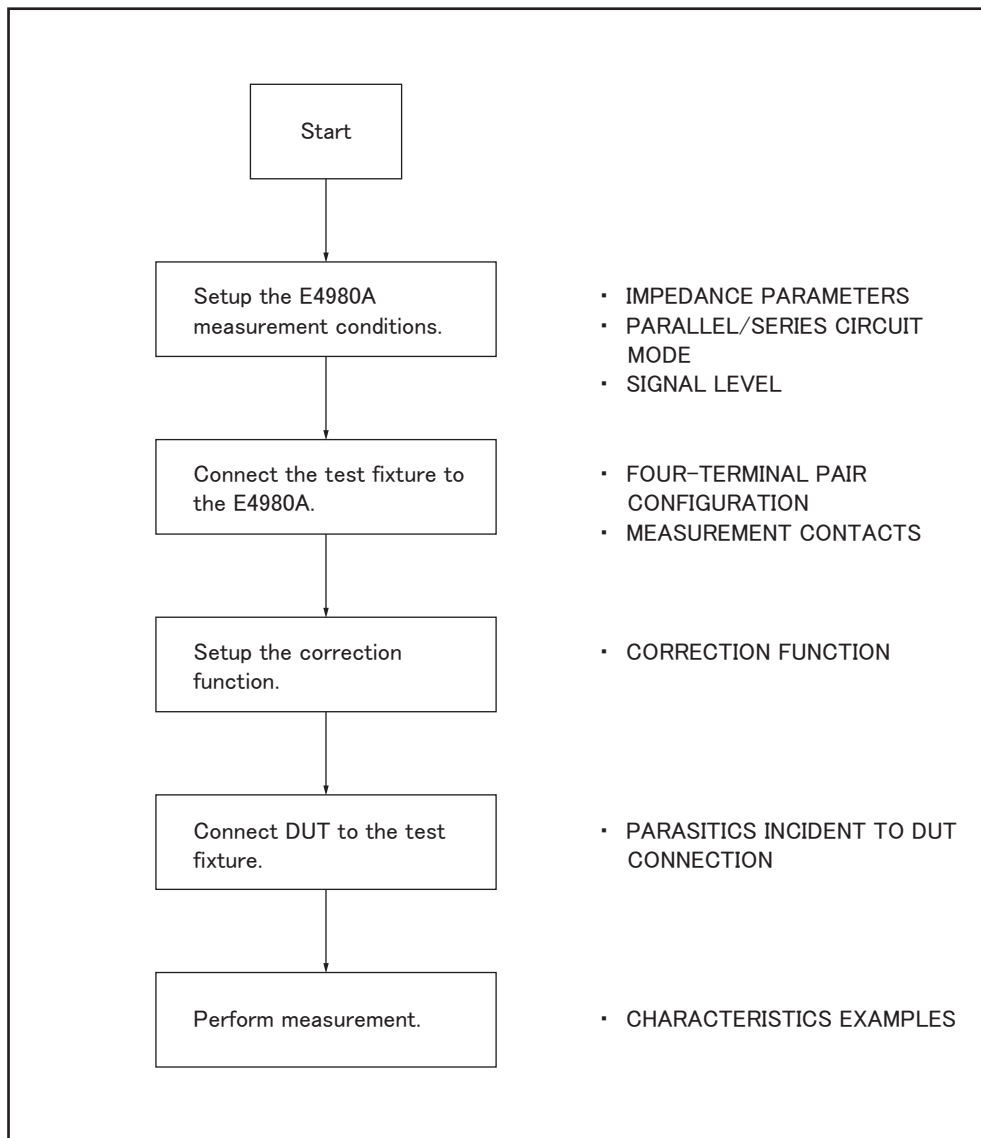 Start
Setup the E4980A
measurement conditions.
・ IMPEDANCE PARAMETERS
・ PARALLEL/SERIES CIRCUIT
MODE
・ SIGNAL LEVEL
Connect the test fixture to
the E4980A.
・ FOUR-TERMINAL PAIR
CONFIGURATION
・ MEASUREMENT CONTACTS
Setup the correction
function.
・ CORRECTION FUNCTION
Connect DUT to the test
fixture.
・ PARASITICS INCIDENT TO DUT
CONNECTION
Perform measurement.
・ CHARACTERISTICS EXAMPLES